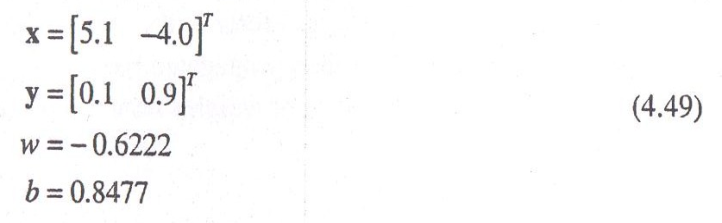 x = [5.1 –4.0]ᵀ
y = [0.1 0.9]ᵀ
(4.49)
w = – 0.6222
b = 0.8477